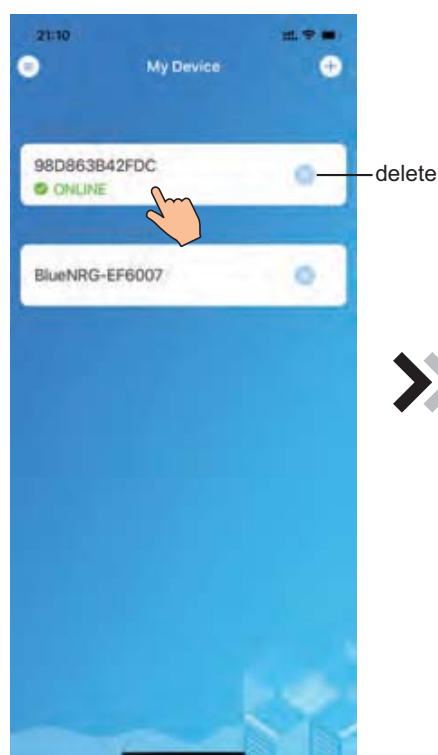 21:10
My Device
98D863B42FDC
ONLINE
delete
BlueNRG-EF6007